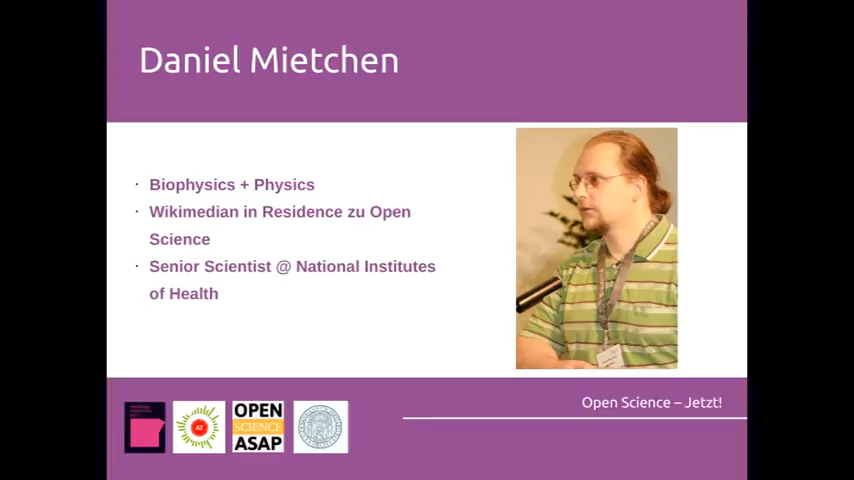 Daniel Mietchen
· Biophysics + Physics
· Wikimedian in Residence zu Open
Science
· Senior Scientist @ National Institutes
of Health
Open Science – Jetzt!
AT
OPEN
SCIENCE
ASAP